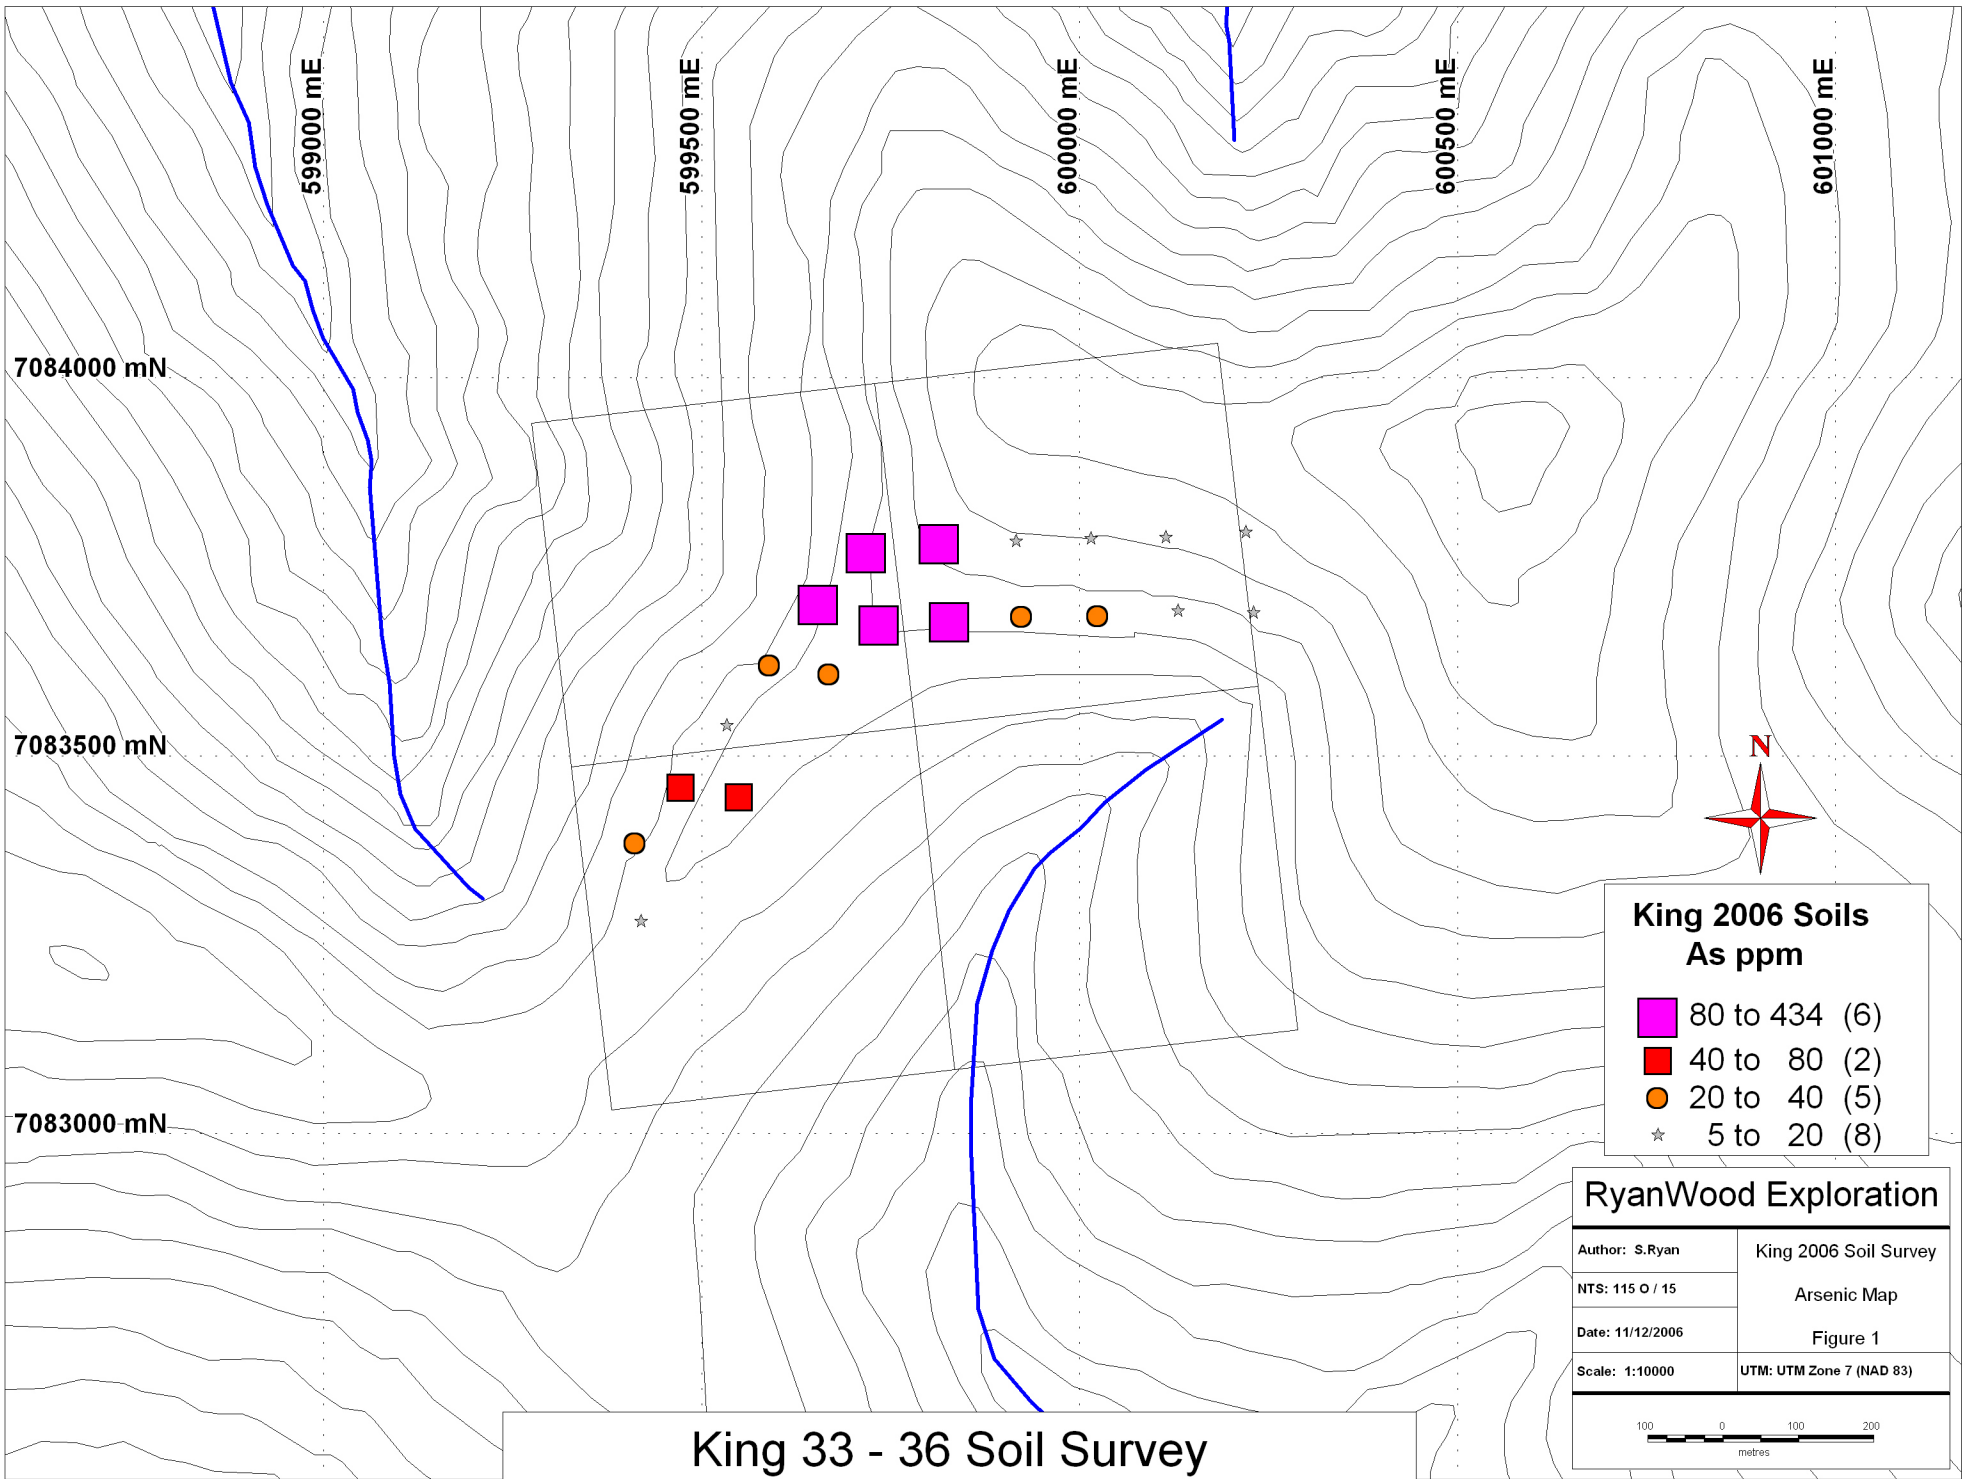 599000 mE
599500 mE
600000 mE
600500 mE
601000 mE
7084000 mN
7083500 mN
7083000 mN
N
King 2006 Soils
As ppm
80 to 434 (6)
40 to 80 (2)
20 to 40 (5)
5 to 20 (8)
RyanWood Exploration
Author: S.Ryan
NTS: 115 O / 15
Date: 11/12/2006
Scale: 1:10000
King 2006 Soil Survey
Arsenic Map
Figure 1
UTM: UTM Zone 7 (NAD 83)
100 0 100 200
metres
King 33 - 36 Soil Survey